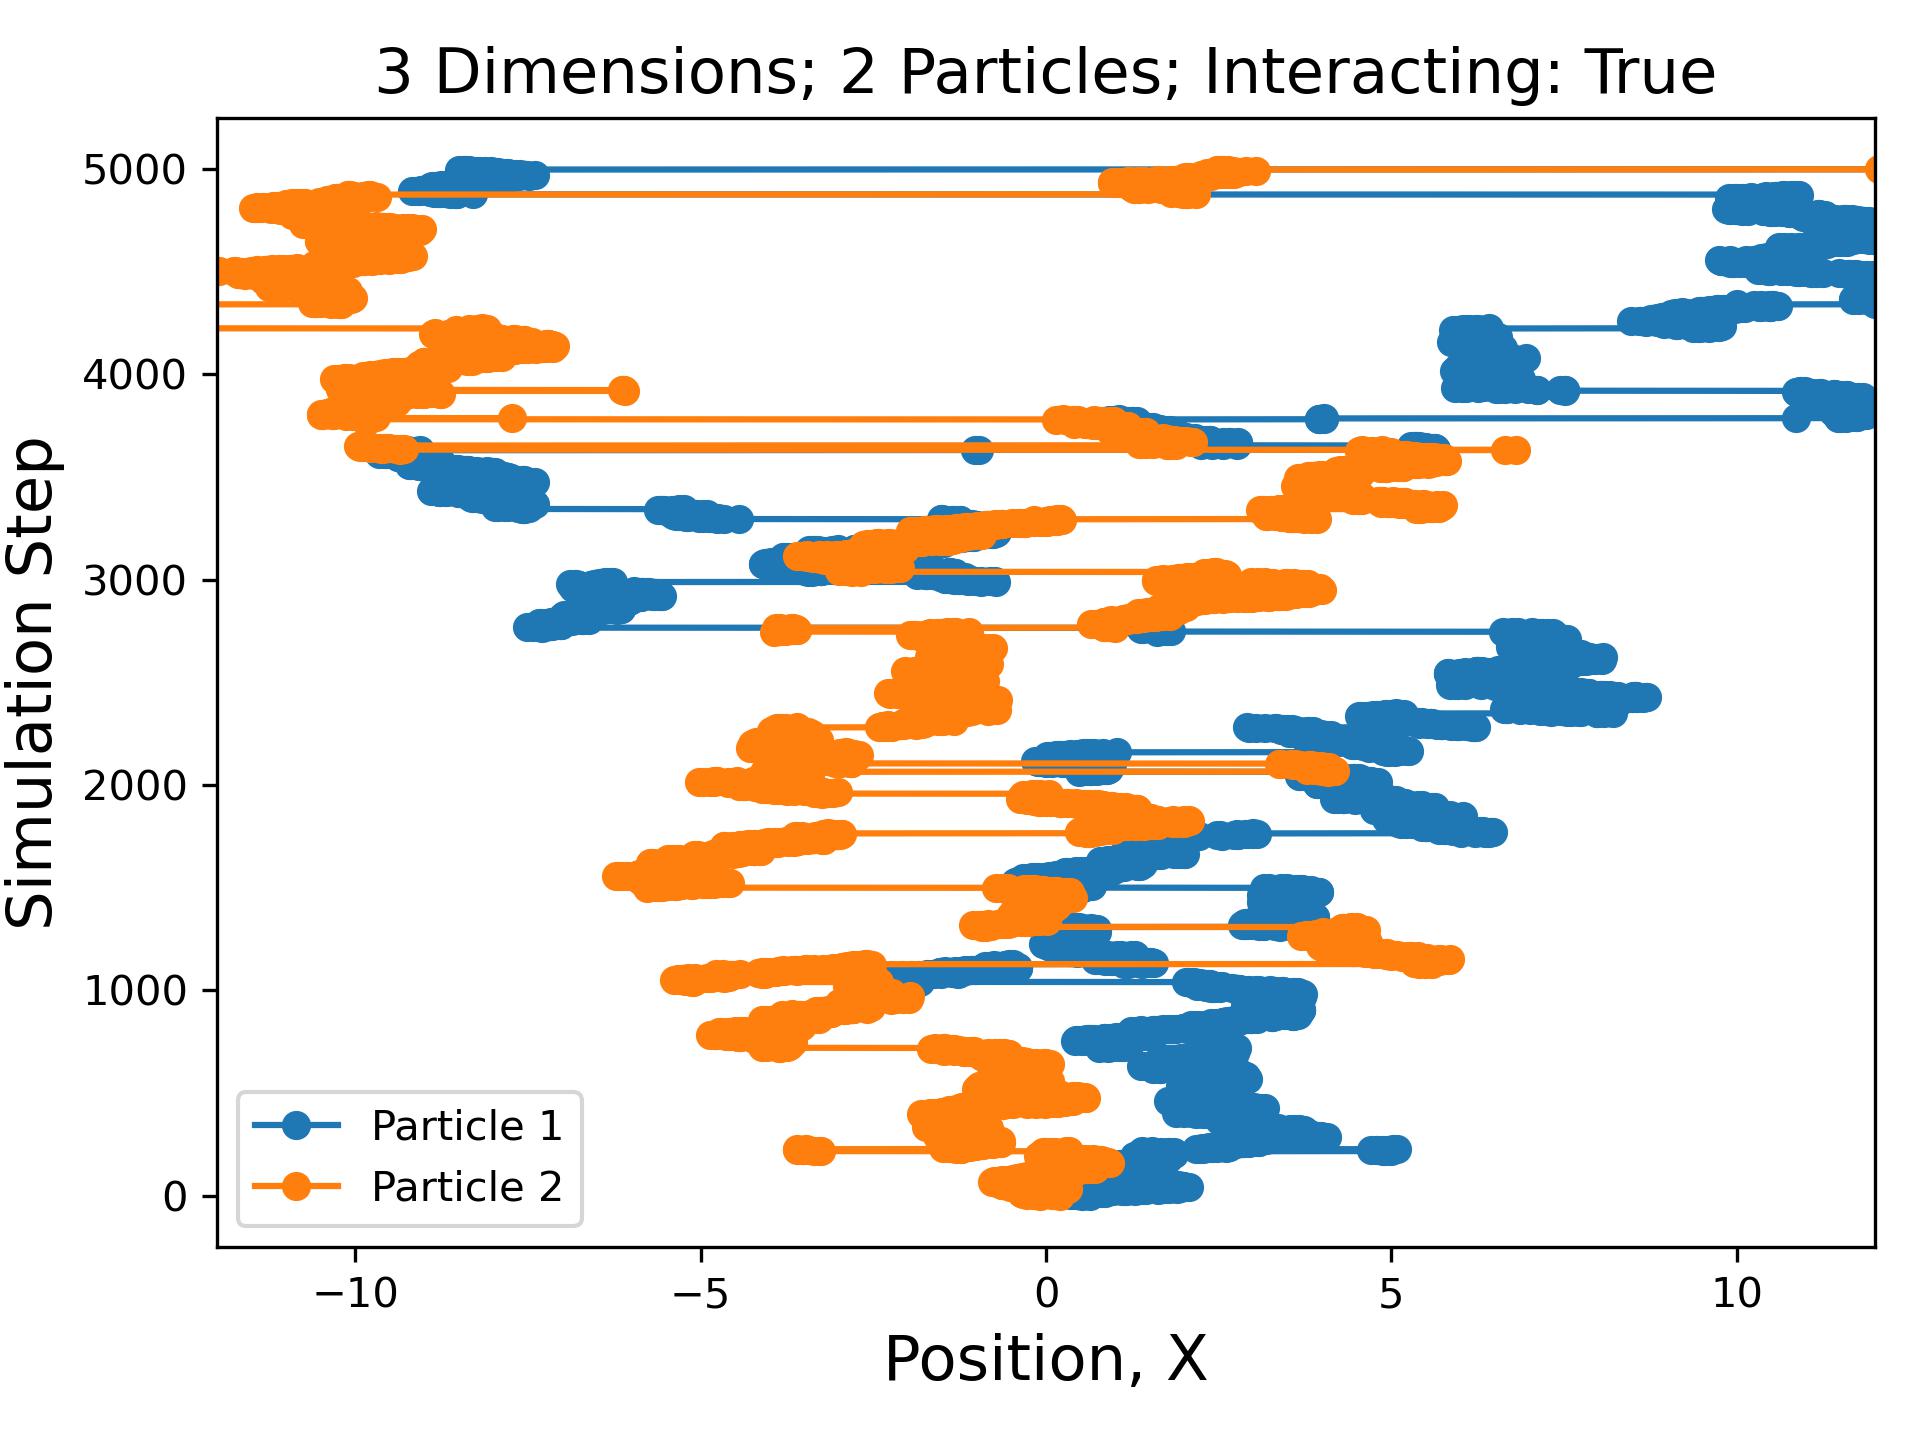 3 Dimensions; 2 Particles; Interacting: True
Simulation Step
5000
4000
3000
2000
1000
0
Particle 1
Particle 2
−10
−5
0
5
10
Position, X